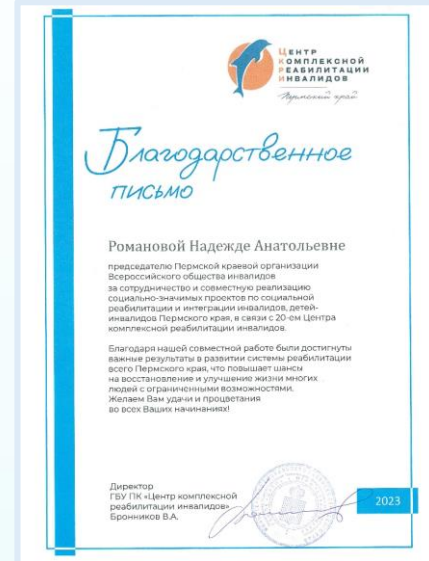 ЦЕНТР
КОМПЛЕКСНОЙ
РЕАБИЛИТАЦИИ
ИНВАЛИДОВ
Пермский край
Благодарственное
письмо
Романовой Надежде Анатольевне
председателю Пермской краевой организации
Всероссийского общества инвалидов
за сотрудничество и совместную реализацию
социально-значимых проектов по социальной
реабилитации и интеграции инвалидов, детей-
инвалидов Пермского края, в связи с 20-ем Центра
комплексной реабилитации инвалидов.
Благодаря нашей совместной работе были достигнуты
важные результаты в развитии системы реабилитации
всего Пермского края, что повышает шансы
на восстановление и улучшение жизни многих
людей с ограниченными возможностями.
Желаем Вам удачи и процветания
во всех Ваших начинаниях!
Директор
ГБУ ПК «Центр комплексной
реабилитации инвалидов»
Бронников В.А.
2023